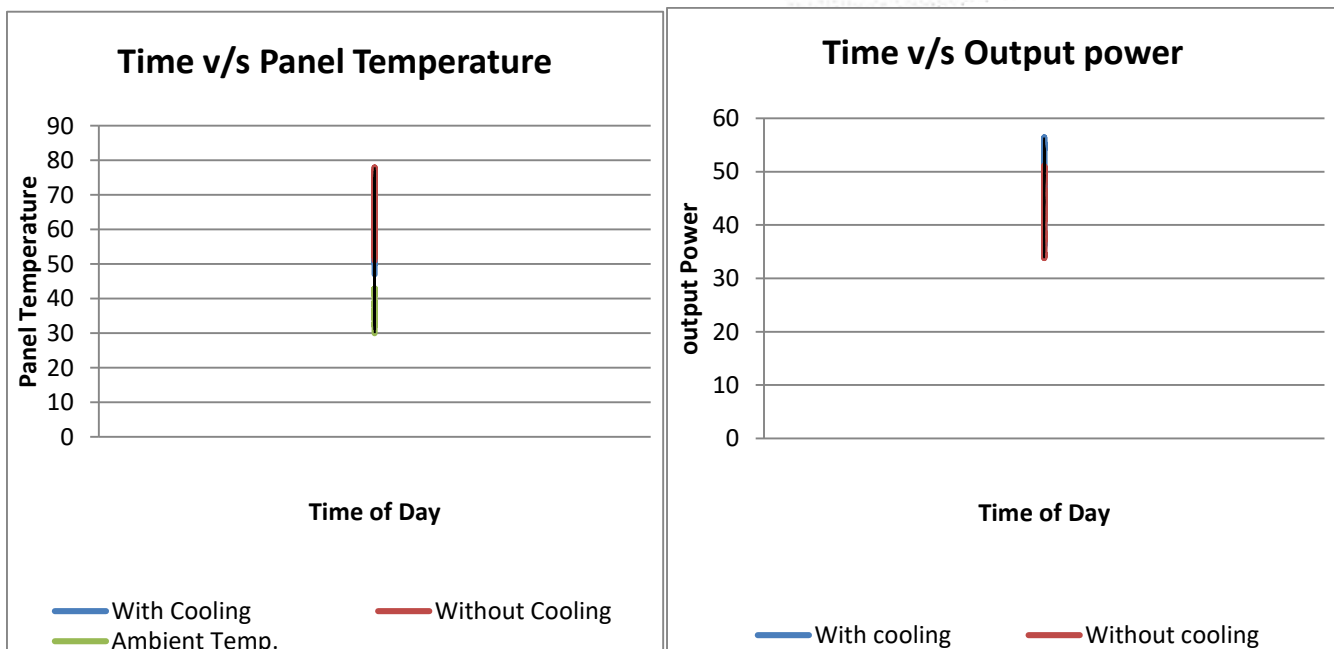 Time v/s Panel Temperature
Panel Temperature
90
80
70
60
50
40
30
20
10
0
Time of Day
With Cooling
Without Cooling
Ambient Temp.
Time v/s Output power
output Power
60
50
40
30
20
10
0
Time of Day
With cooling
Without cooling